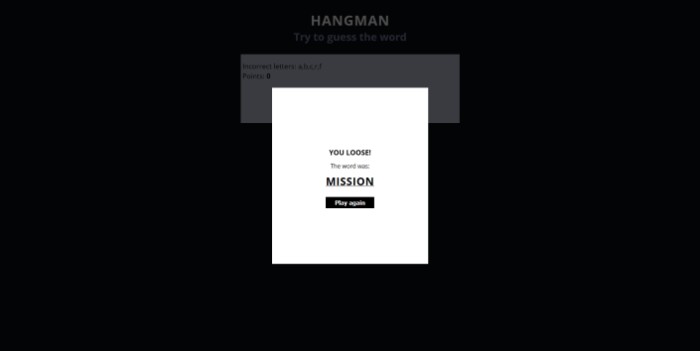 HANGMAN
Try to guess the word
Incorrect letters: a,b,c,r,f
Points: 0
YOU LOOSE!
The word was:
MISSION
Play again